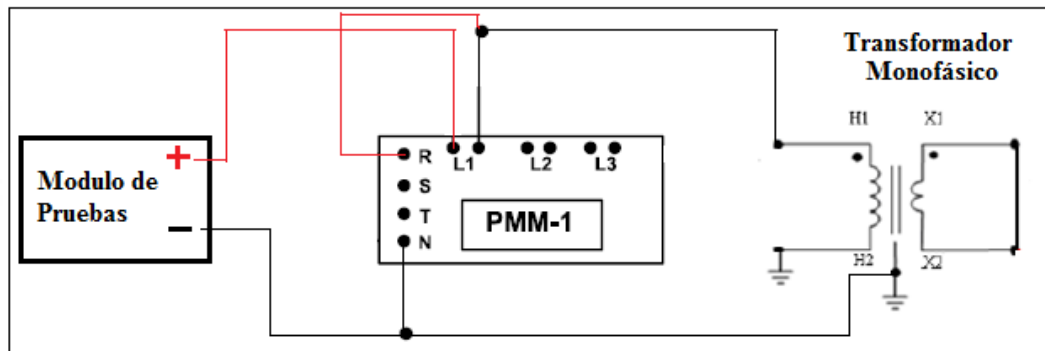 Transformador
Monofásico
+
Modulo de
Pruebas
−
R
S
T
N
L1
L2
L3
PMM-1
H1
X1
H2
X2